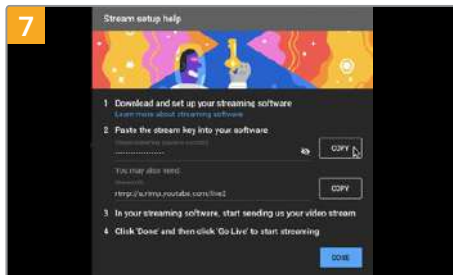 7
Stream setup help
1 Download and set up your streaming software
Learn more about streaming software
2 Paste the stream key into your software
COPY
You may also need
rtmp://a.rtmp.youtube.com/live2
COPY
3 In your streaming software, start sending us your video stream
4 Click 'Done' and then click 'Go Live' to start streaming
DONE